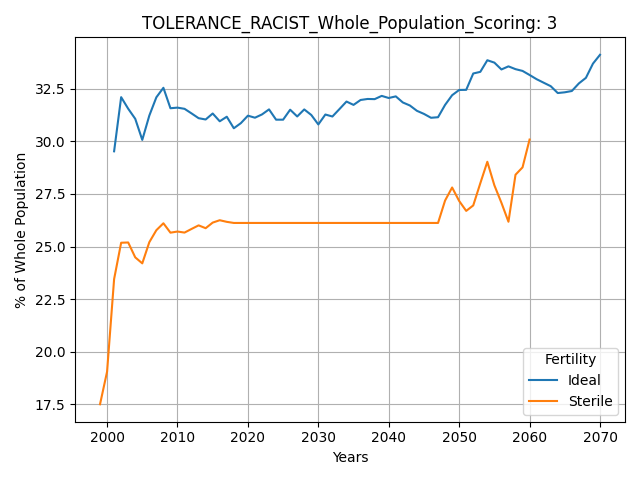 TOLERANCE_RACIST_Whole_Population_Scoring: 3
% of Whole Population
32.5
30.0
27.5
25.0
22.5
20.0
17.5
Fertility
Ideal
Sterile
2000 2010 2020 2030 2040 2050 2060 2070
Years